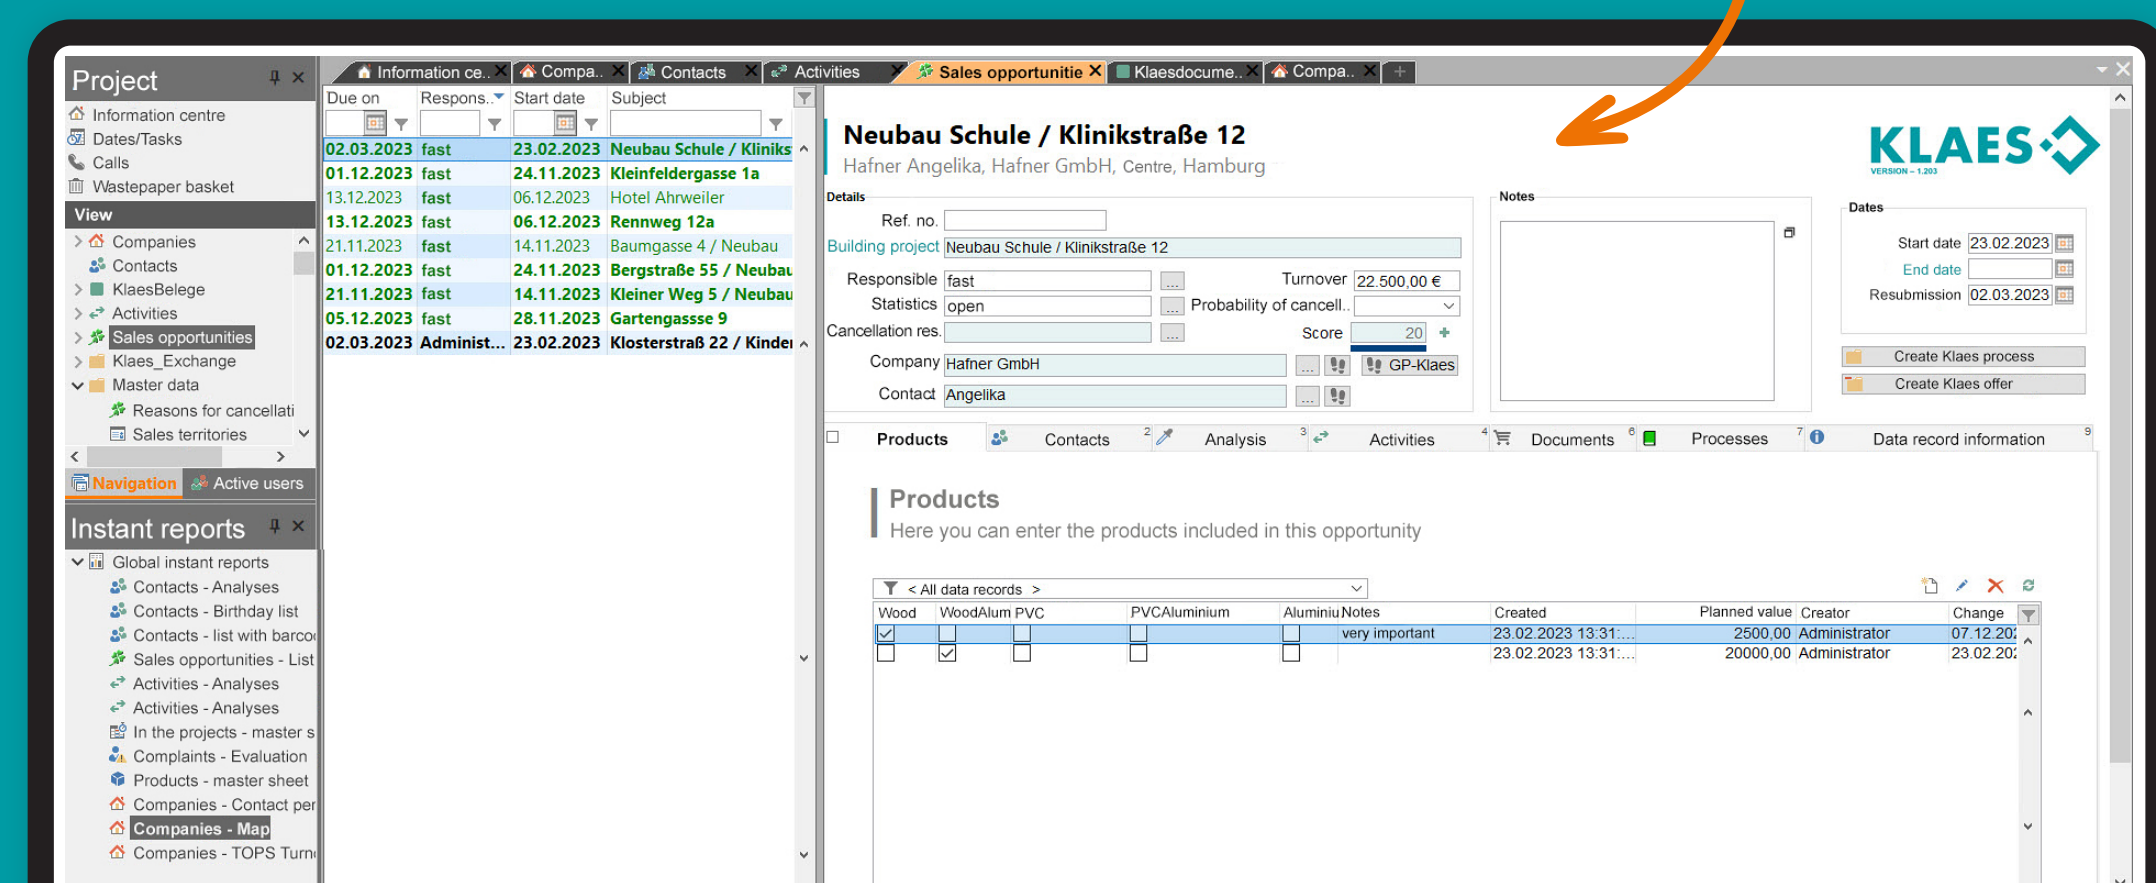 Project
Information centre
Dates/Tasks
Calls
Wastepaper basket
View
Companies
Contacts
KlaesBelege
Activities
Sales opportunities
Klaes_Exchange
Master data
Reasons for cancellati
Sales territories
Navigation Active users
Instant reports
Global instant reports
Contacts - Analyses
Contacts - Birthday list
Contacts - list with barco
Sales opportunities - List
Activities - Analyses
Activities - Analyses
In the projects - master s
Complaints - Evaluation
Products - master sheet
Companies - Contact per
Companies - Map
Companies - TOPS Turn
Information ce.. Compa.. Contacts Activities Sales opportunitie Klaesdocume.. Compa..
Due on Respons.. Start date Subject
02.03.2023 fast 23.02.2023 Neubau Schule / Kliniks
01.12.2023 fast 24.11.2023 Kleinfeldergasse 1a
13.12.2023 fast 06.12.2023 Hotel Ahrweiler
13.12.2023 fast 06.12.2023 Rennweg 12a
21.11.2023 fast 14.11.2023 Baumgasse 4 / Neubau
01.12.2023 fast 24.11.2023 Bergstraße 55 / Neubau
21.11.2023 fast 14.11.2023 Kleiner Weg 5 / Neubau
05.12.2023 fast 28.11.2023 Gartengassse 9
02.03.2023 Administ... 23.02.2023 Klosterstraß 22 / Kinder
Neubau Schule / Klinikstraße 12
Hafner Angelika, Hafner GmbH, Centre, Hamburg
KLAES
VERSION – 1.203
Details
Ref. no.
Building project Neubau Schule / Klinikstraße 12
Responsible fast ... Turnover 22.500,00 €
Statistics open ... Probability of cancell..
Cancellation res. ... Score 20 +
Company Hafner GmbH ... GP-Klaes
Contact Angelika ...
Notes
Dates
Start date 23.02.2023
End date
Resubmission 02.03.2023
Create Klaes process
Create Klaes offer
Products Contacts 2 Analysis 3 Activities 4 Documents 6 Processes 7 Data record information 9
Products
Here you can enter the products included in this opportunity
< All data records >
Wood WoodAlum PVC PVCAluminium Aluminiu Notes Created Planned value Creator Change
very important 23.02.2023 13:31:... 2500,00 Administrator 07.12.202
23.02.2023 13:31:... 20000,00 Administrator 23.02.202